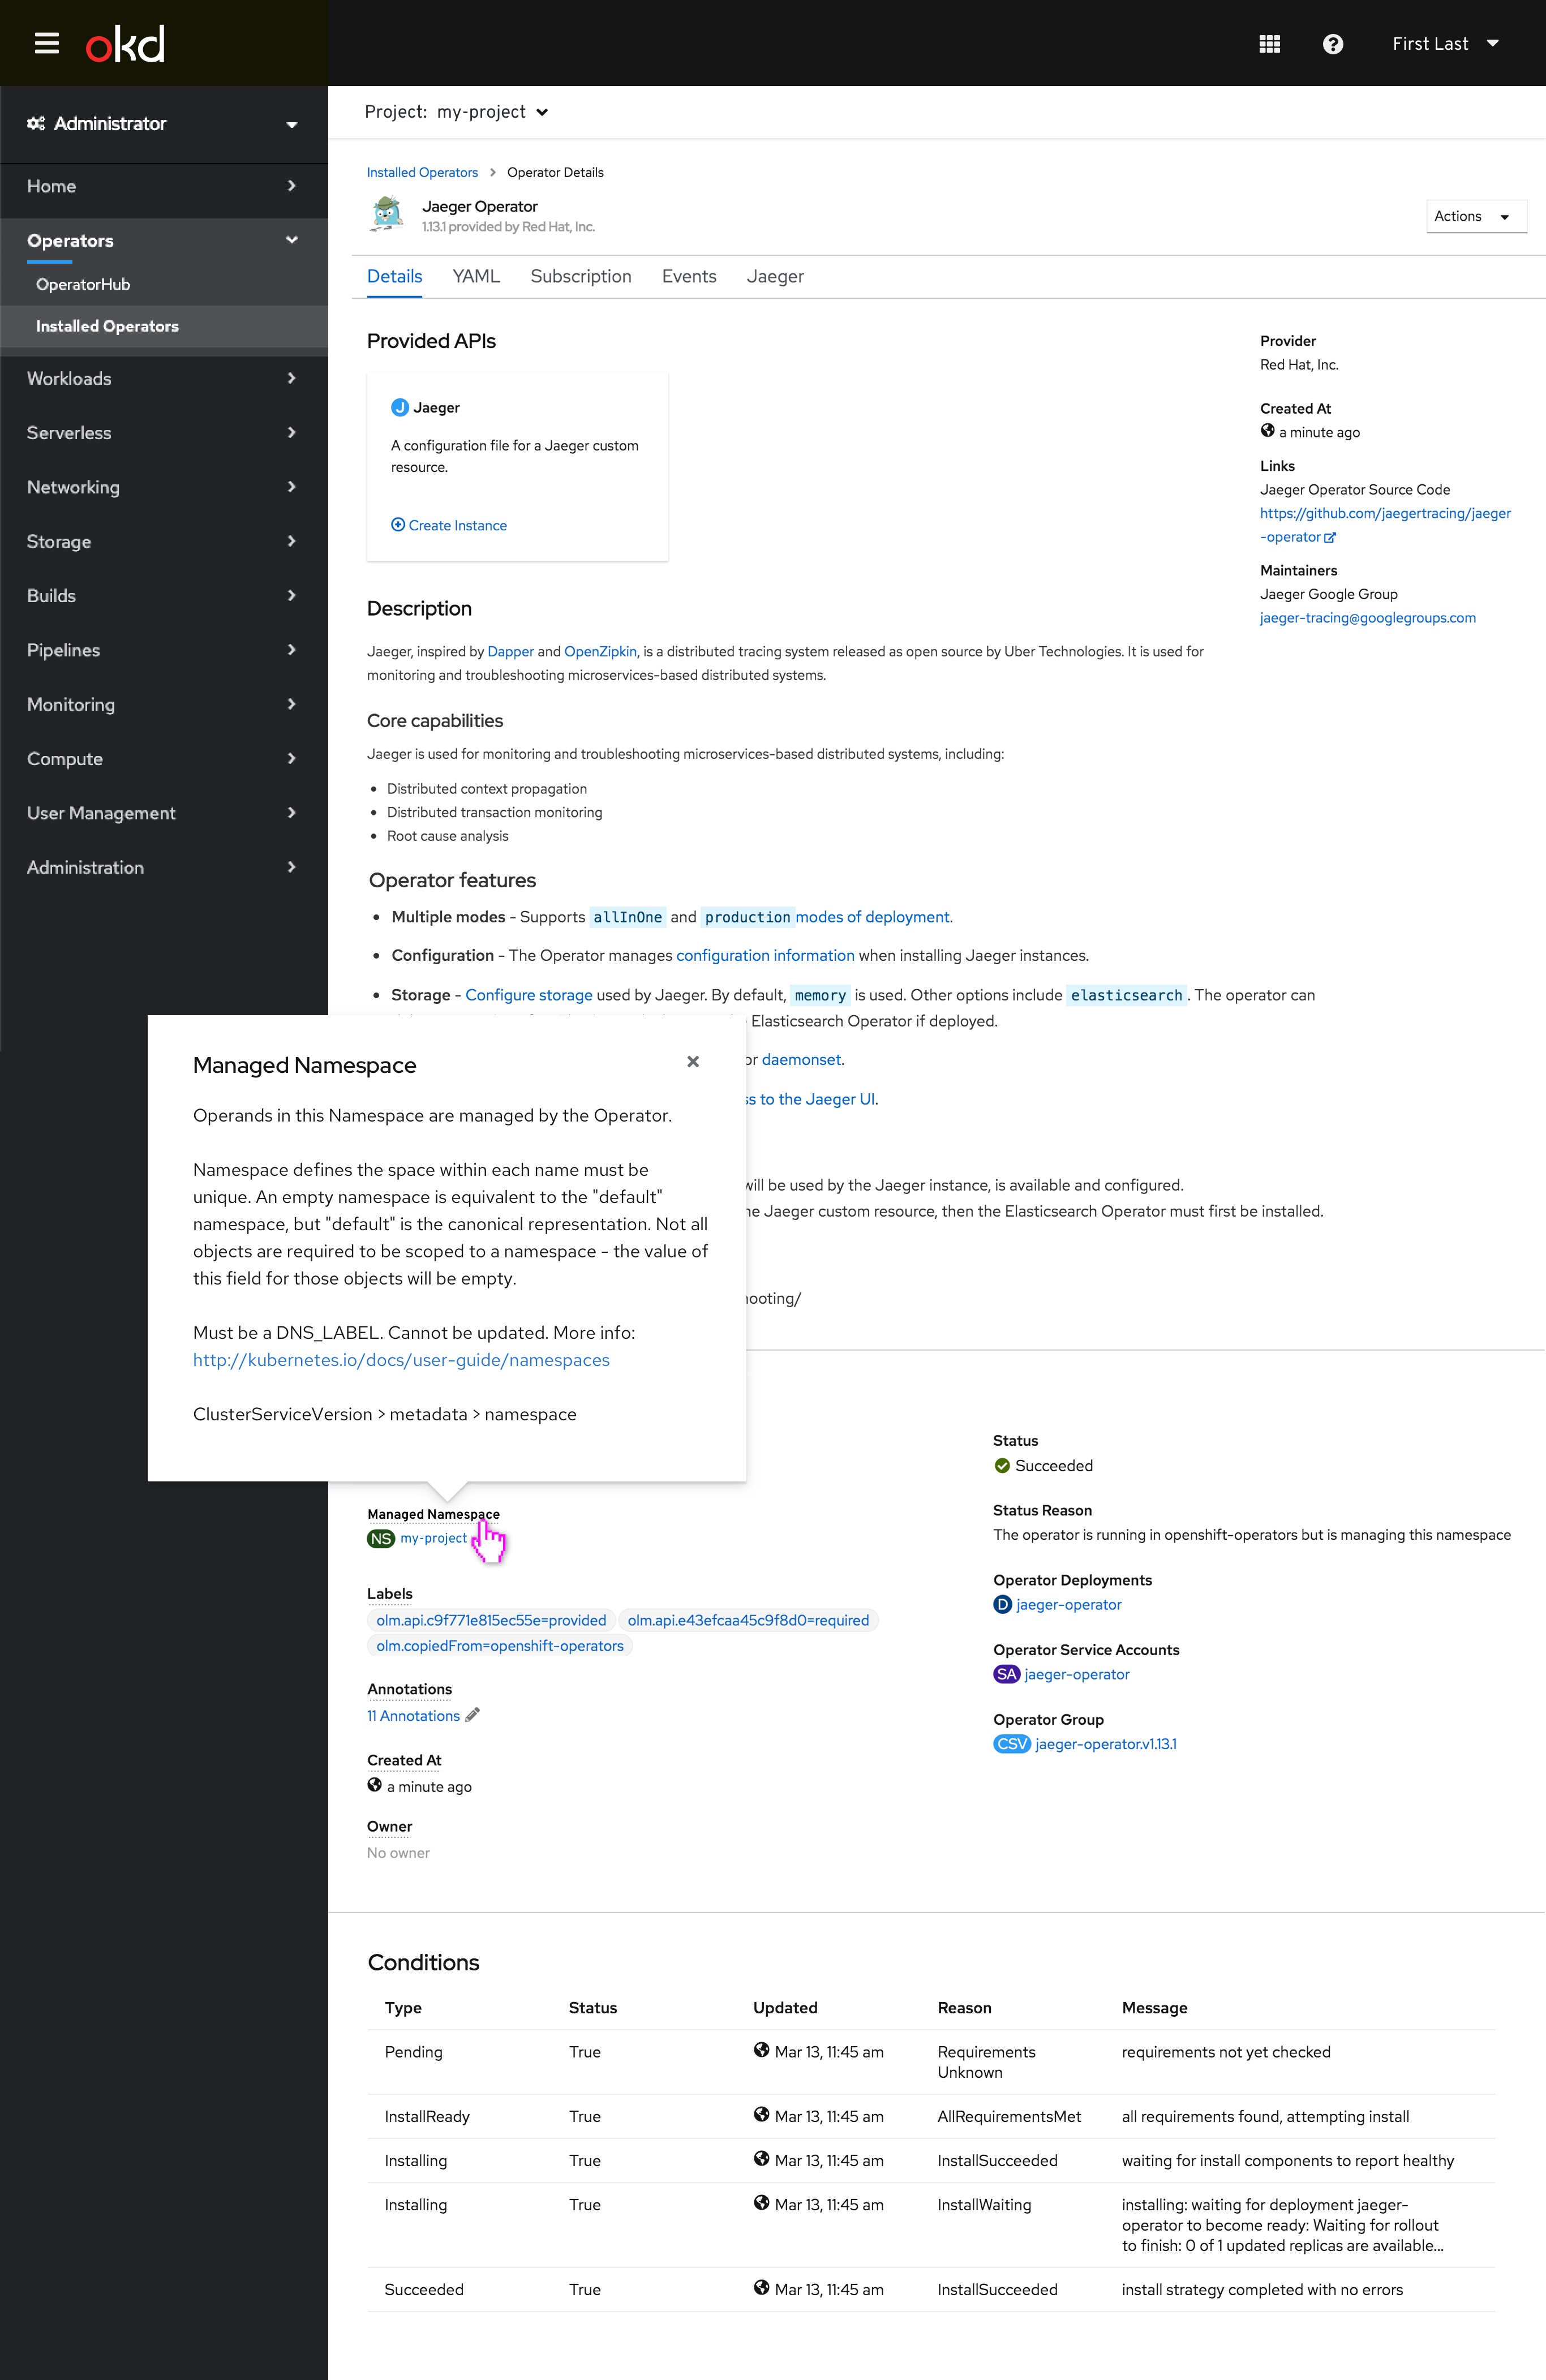 okd
First Last
Administrator
Home
Operators
OperatorHub
Installed Operators
Workloads
Serverless
Networking
Storage
Builds
Pipelines
Monitoring
Compute
User Management
Administration
Project: my-project
Installed Operators > Operator Details
Jaeger Operator
1.13.1 provided by Red Hat, Inc.
Actions
Details YAML Subscription Events Jaeger
Provided APIs
J Jaeger
A configuration file for a Jaeger custom
resource.
Create Instance
Provider
Red Hat, Inc.
Created At
a minute ago
Links
Jaeger Operator Source Code
https://github.com/jaegertracing/jaeger
-operator
Maintainers
Jaeger Google Group
jaeger-tracing@googlegroups.com
Description
Jaeger, inspired by Dapper and OpenZipkin, is a distributed tracing system released as open source by Uber Technologies. It is used for
monitoring and troubleshooting microservices-based distributed systems.
Core capabilities
Jaeger is used for monitoring and troubleshooting microservices-based distributed systems, including:
• Distributed context propagation
• Distributed transaction monitoring
• Root cause analysis
Operator features
• Multiple modes - Supports allInOne and production modes of deployment.
• Configuration - The Operator manages configuration information when installing Jaeger instances.
• Storage - Configure storage used by Jaeger. By default, memory is used. Other options include elasticsearch. The operator can
Elasticsearch Operator if deployed.
or daemonset.
to the Jaeger UI.
will be used by the Jaeger instance, is available and configured.
Jaeger custom resource, then the Elasticsearch Operator must first be installed.
Managed Namespace
Operands in this Namespace are managed by the Operator.
Namespace defines the space within each name must be
unique. An empty namespace is equivalent to the "default"
namespace, but "default" is the canonical representation. Not all
objects are required to be scoped to a namespace - the value of
this field for those objects will be empty.
Must be a DNS_LABEL. Cannot be updated. More info:
http://kubernetes.io/docs/user-guide/namespaces
ClusterServiceVersion > metadata > namespace
Managed Namespace
NS my-project
Labels
olm.api.c9f771e815ec55e=provided olm.api.e43efcaa45c9f8d0=required
olm.copiedFrom=openshift-operators
Annotations
11 Annotations
Created At
a minute ago
Owner
No owner
Status
Succeeded
Status Reason
The operator is running in openshift-operators but is managing this namespace
Operator Deployments
D jaeger-operator
Operator Service Accounts
SA jaeger-operator
Operator Group
CSV jaeger-operator.v1.13.1
Conditions
Type Status Updated Reason Message
Pending True Mar 13, 11:45 am Requirements Unknown requirements not yet checked
InstallReady True Mar 13, 11:45 am AllRequirementsMet all requirements found, attempting install
Installing True Mar 13, 11:45 am InstallSucceeded waiting for install components to report healthy
Installing True Mar 13, 11:45 am InstallWaiting installing: waiting for deployment jaeger-
operator to become ready: Waiting for rollout
to finish: 0 of 1 updated replicas are available...
Succeeded True Mar 13, 11:45 am InstallSucceeded install strategy completed with no errors